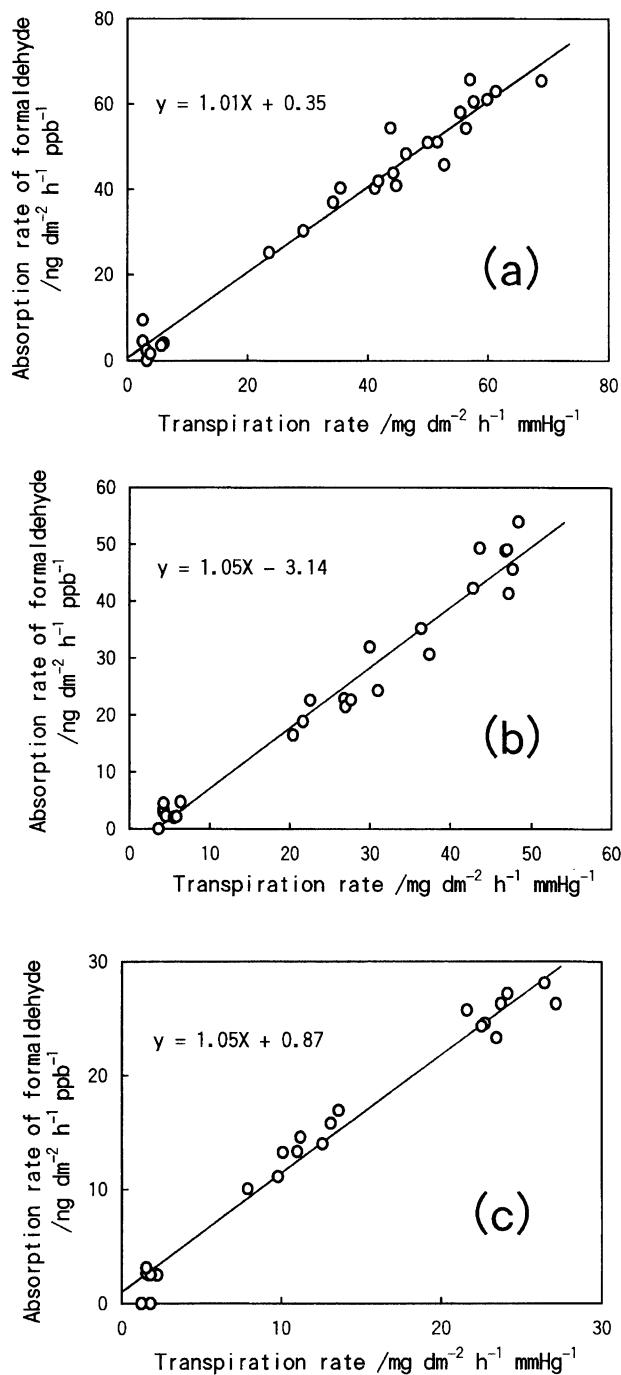 Absorption rate of formaldehyde
/ng dm⁻² h⁻¹ ppb⁻¹
80
60
40
20
0
y = 1.01X + 0.35
(a)
0 20 40 60 80
Transpiration rate /mg dm⁻² h⁻¹ mmHg⁻¹
Absorption rate of formaldehyde
/ng dm⁻² h⁻¹ ppb⁻¹
60
50
40
30
20
10
0
y = 1.05X − 3.14
(b)
0 10 20 30 40 50 60
Transpiration rate /mg dm⁻² h⁻¹ mmHg⁻¹
Absorption rate of formaldehyde
/ng dm⁻² h⁻¹ ppb⁻¹
30
20
10
0
y = 1.05X + 0.87
(c)
0 10 20 30
Transpiration rate /mg dm⁻² h⁻¹ mmHg⁻¹